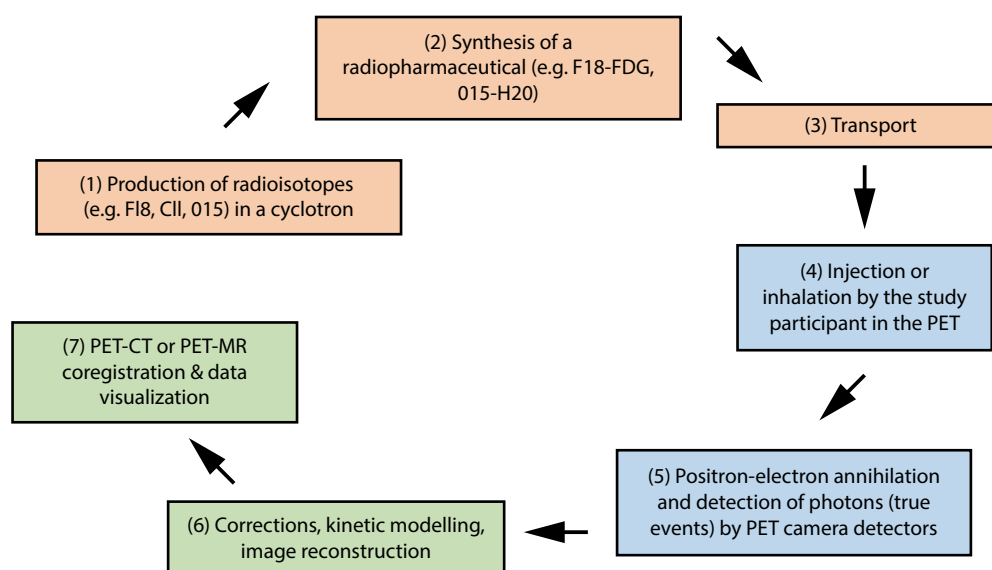 (2) Synthesis of a
radiopharmaceutical (e.g. F18-FDG,
015-H20)
(3) Transport
(1) Production of radioisotopes
(e.g. Fl8, Cll, 015) in a cyclotron
(4) Injection or
inhalation by the study
participant in the PET
(7) PET-CT or PET-MR
coregistration & data
visualization
(5) Positron-electron annihilation
and detection of photons (true
events) by PET camera detectors
(6) Corrections, kinetic modelling,
image reconstruction